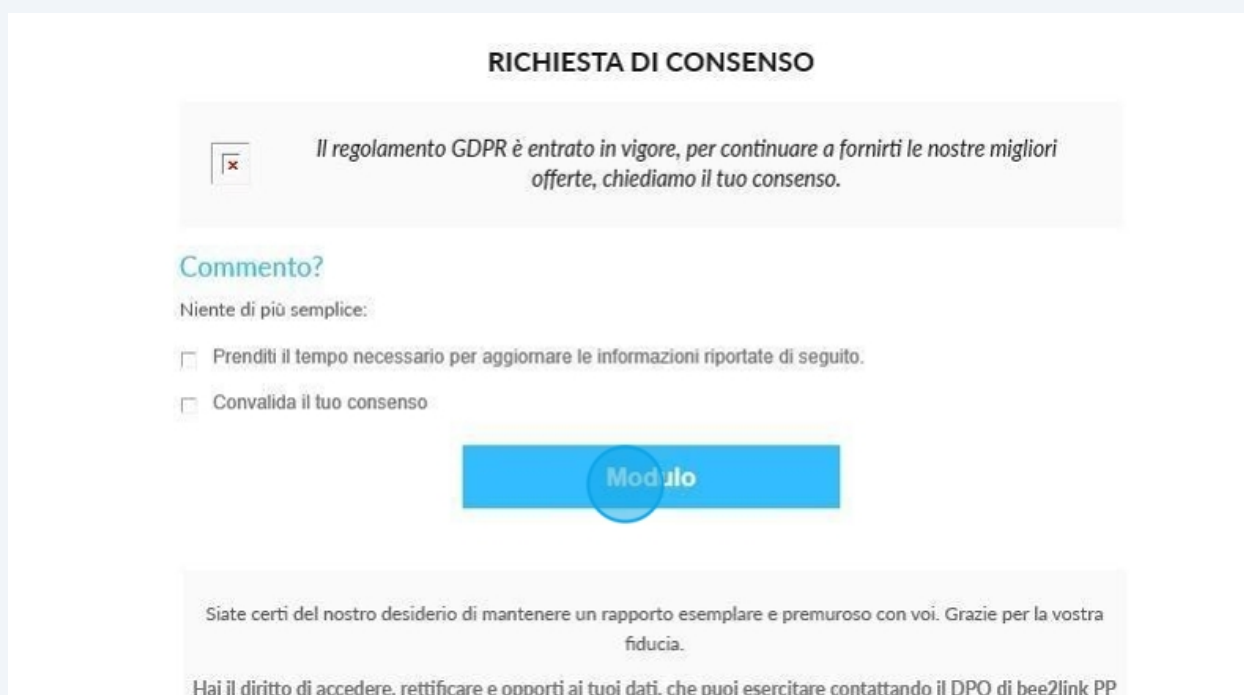 RICHIESTA DI CONSENSO
Il regolamento GDPR è entrato in vigore, per continuare a fornirti le nostre migliori
offerte, chiediamo il tuo consenso.
Commento?
Niente di più semplice:
Prenditi il tempo necessario per aggiornare le informazioni riportate di seguito.
Convalida il tuo consenso
Modulo
Siate certi del nostro desiderio di mantenere un rapporto esemplare e premuroso con voi. Grazie per la vostra
fiducia.
Hai il diritto di accedere, rettificare e opporti ai tuoi dati, che puoi esercitare contattando il DPO di bee2link PP